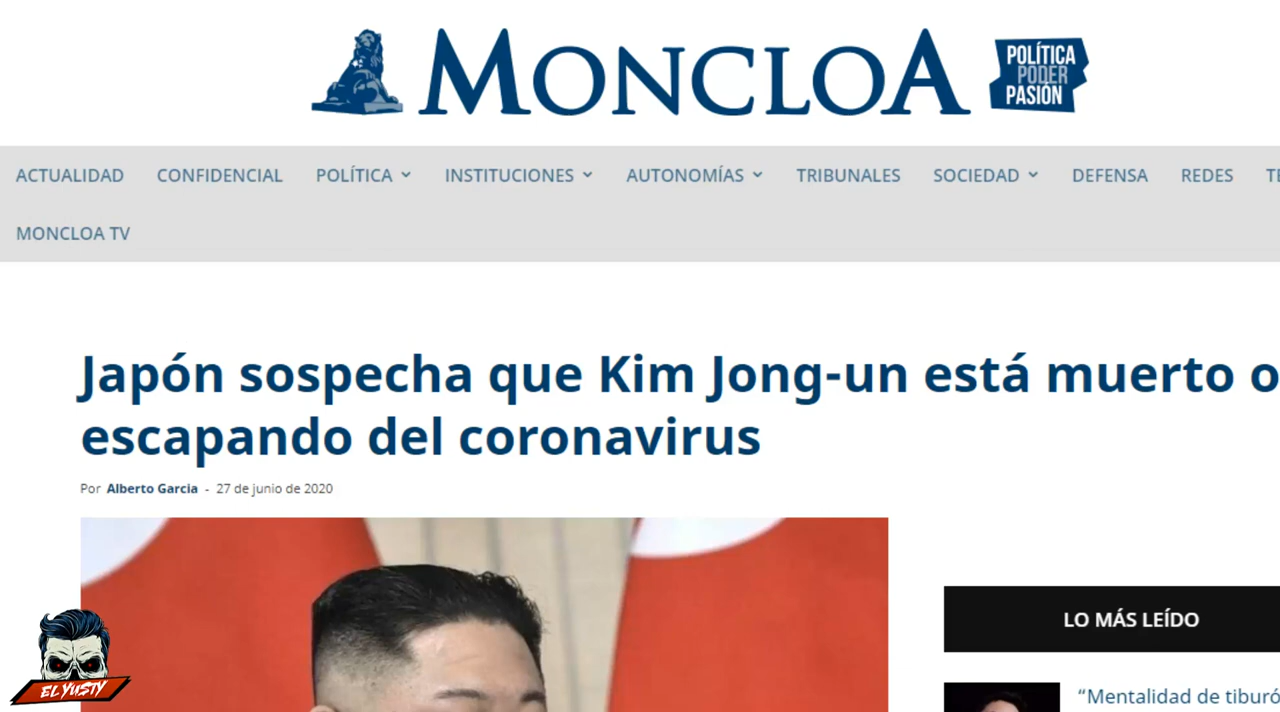 MONCLOA
POLÍTICA
PODER
PASIÓN
ACTUALIDAD CONFIDENCIAL POLÍTICA INSTITUCIONES AUTONOMÍAS TRIBUNALES SOCIEDAD DEFENSA REDES
MONCLOA TV
Japón sospecha que Kim Jong-un está muerto o
escapando del coronavirus
Por Alberto Garcia - 27 de junio de 2020
LO MÁS LEÍDO
“Mentalidad de
EL YUSTY